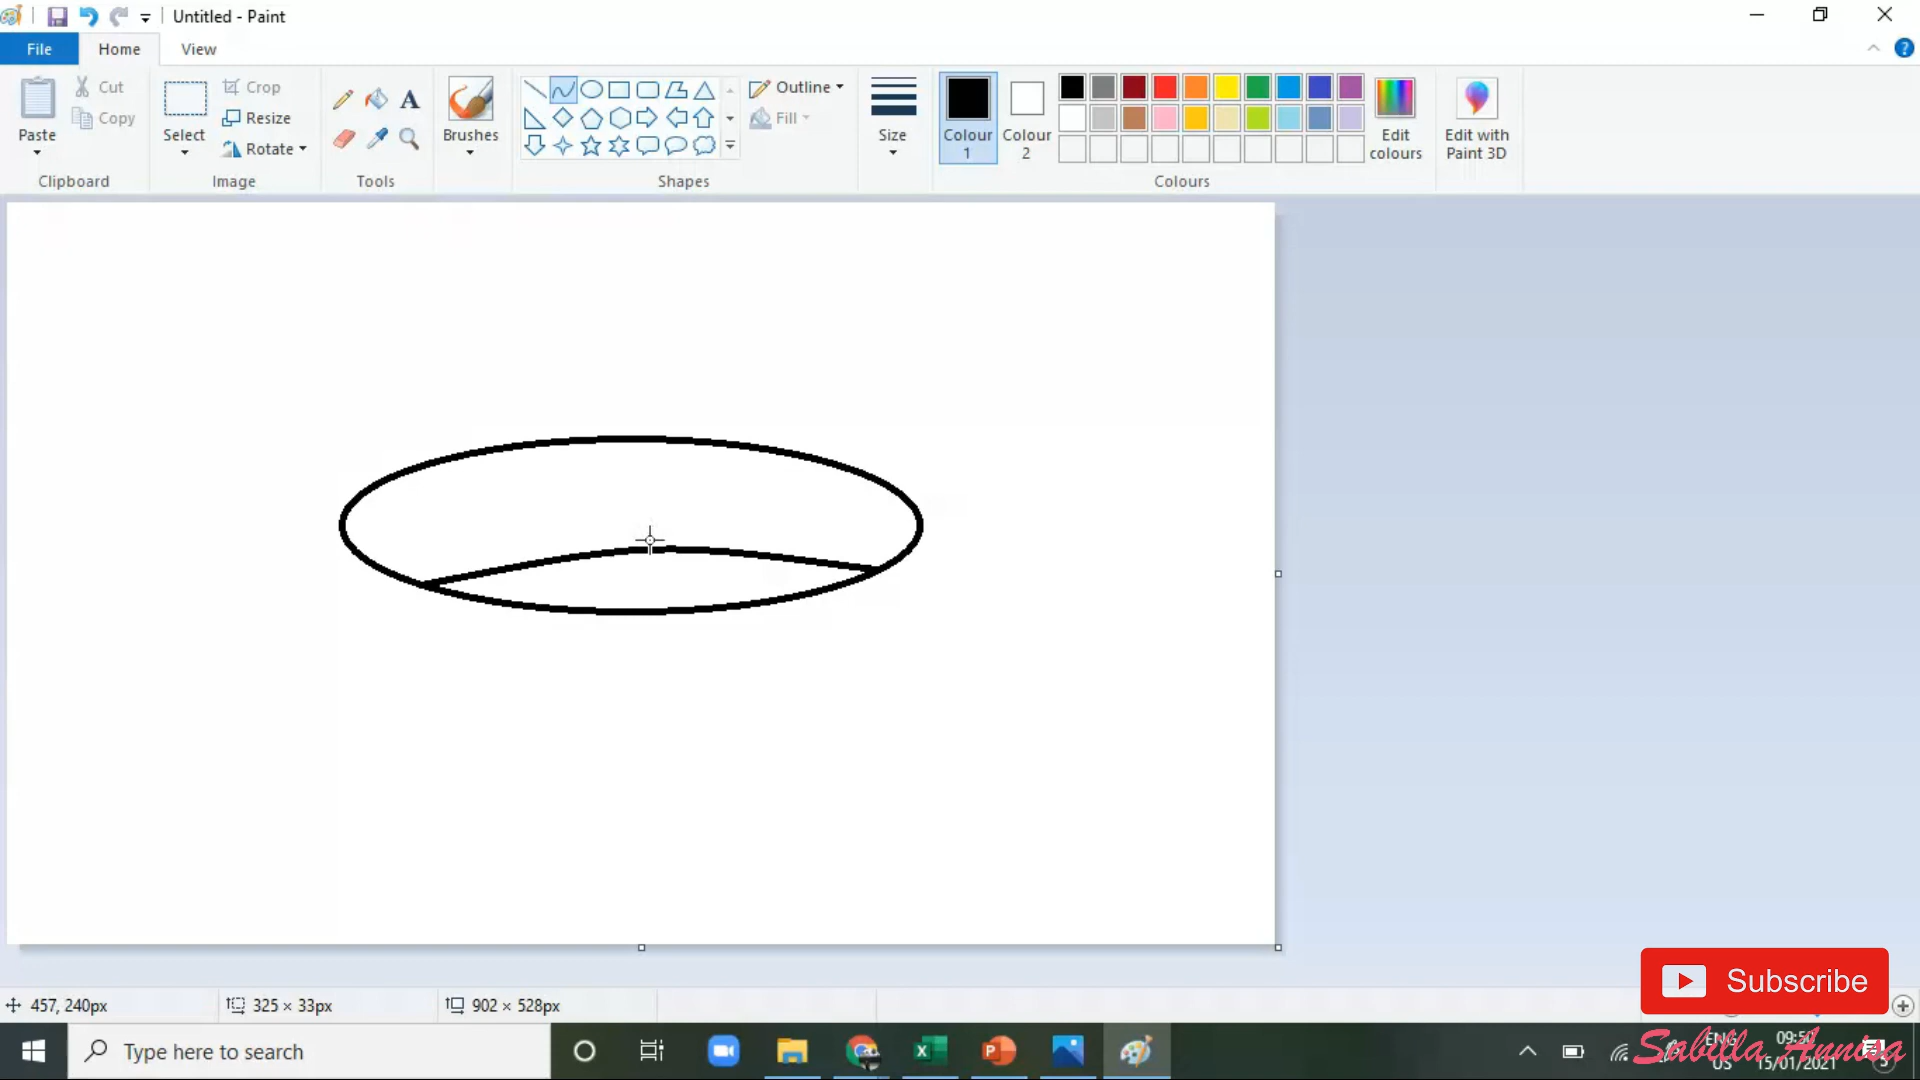 Untitled - Paint
File Home View
Cut Crop Outline
Copy Resize Fill
Paste Select Rotate Brushes Size Colour 1 Colour 2 Edit colours Edit with Paint 3D
Clipboard Image Tools Shapes Colours
457, 240px 325 × 33px 902 × 528px
Subscribe
Type here to search
ENG 09:50
US 15/01/2021
Sabilla Annisa
5